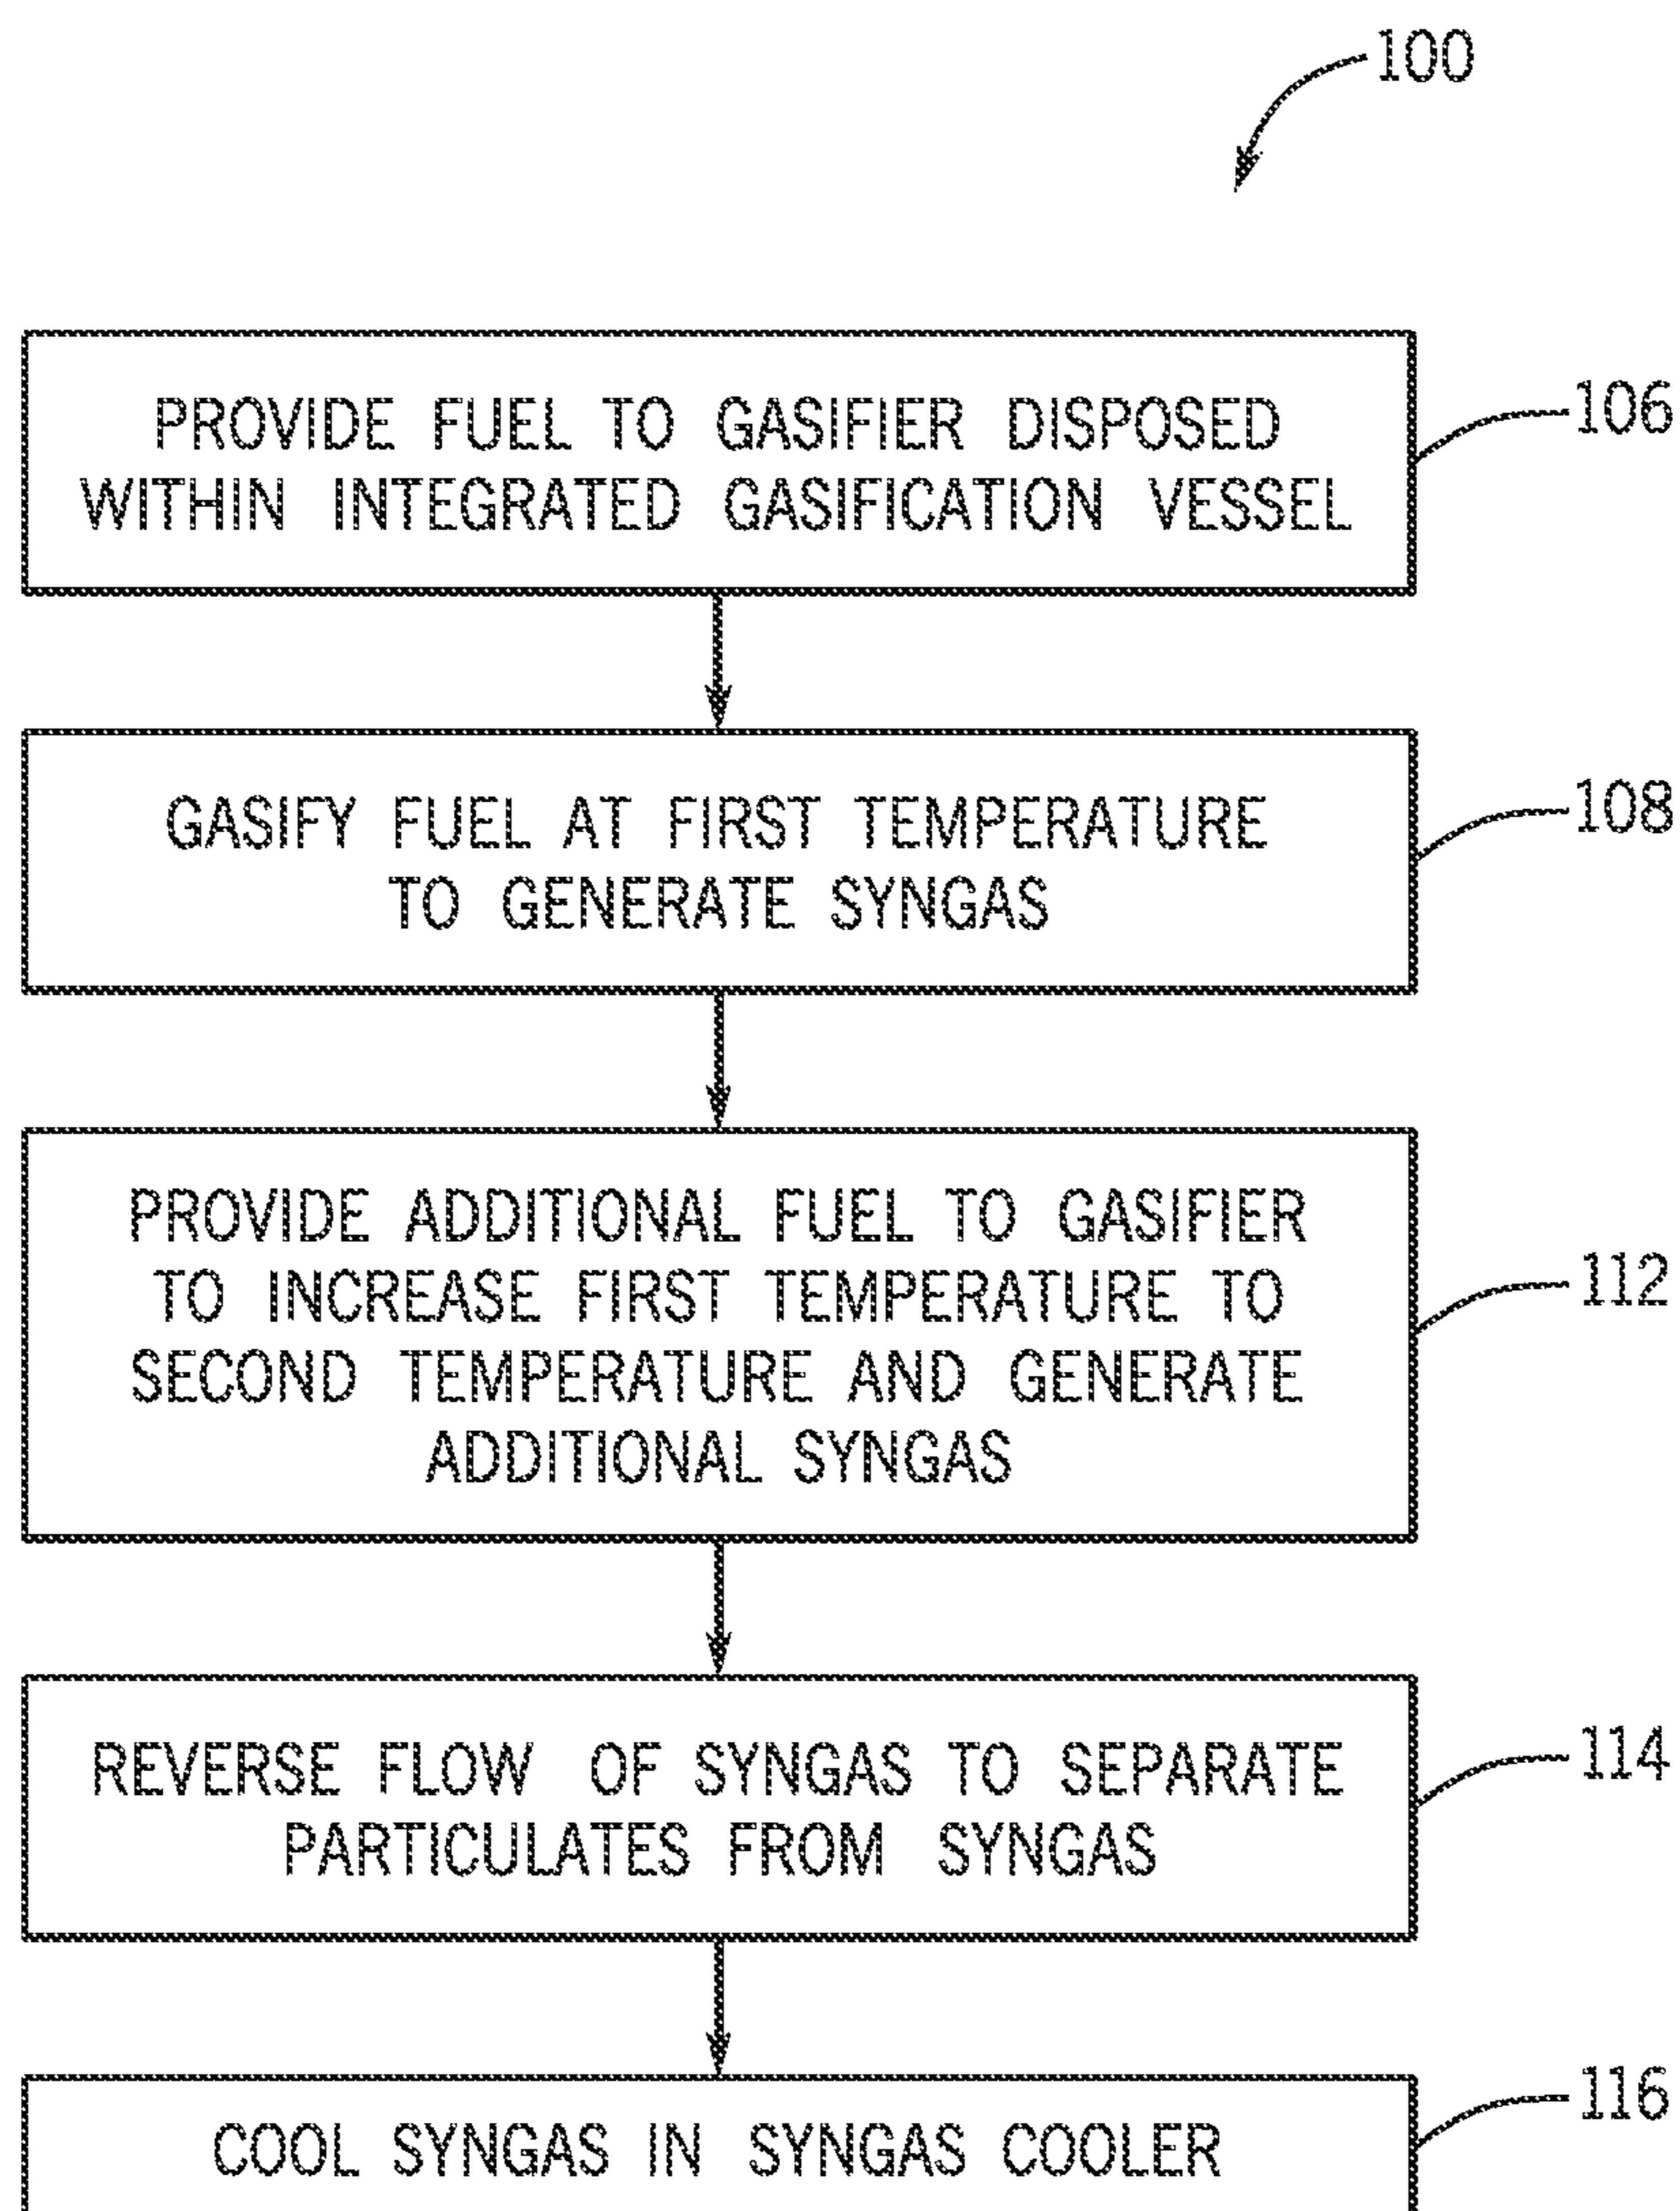 100
PROVIDE FUEL TO GASIFIER DISPOSED
WITHIN INTEGRATED GASIFICATION VESSEL
106
GASIFY FUEL AT FIRST TEMPERATURE
TO GENERATE SYNGAS
108
PROVIDE ADDITIONAL FUEL TO GASIFIER
TO INCREASE FIRST TEMPERATURE TO
SECOND TEMPERATURE AND GENERATE
ADDITIONAL SYNGAS
112
REVERSE FLOW OF SYNGAS TO SEPARATE
PARTICULATES FROM SYNGAS
114
COOL SYNGAS IN SYNGAS COOLER
116